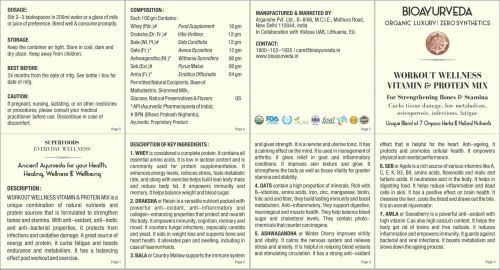 DOSAGE:
Stir 2–3 tablespoons in 200ml water or a glass of milk
or juice of preference. Blend well & consume promptly.
STORAGE
Keep the container air tight. Store in cool, dark and
dry place. Keep away from children.
BEST BEFORE
24 months from the date of mfg. See bottle / box for
date of mfg.
CAUTION:
If pregnant, nursing, lactating, or on other medicines
or procedures, please consult your medical
practitioner before use. Discontinue in case of
discomfort.
Page 5
COMPOSITION:
Each 100 gm Contains:
Whey (Pdr.)# Food Supplement 16 gm
Draksha (Dr. Fr.)# Vitis Vinifera 12 gm
Bala (Wl. Pl.)# Sida Cordifolia 12 gm
Oats (Pdr.)* Avena Sativa 12 gm
Ashwagandha (Rt.)* Withania Somnifera 06 gm
Seb (Ext.)# Pyrus Malus 06 gm
Amla (Fr.)* Emblica Officinalis 04 gm
Permitted Natural Excipients, Base of
Maltodextrin, Skimmed Milk,
Glucose, Natural Preservatives & Flavors QS
* API (Ayurvedic Pharmacopoeia of India);
# BPN (Bhava Prakash Nighantu);
Ayurvedic Proprietary Product
Page 6
MANUFACTURED & MARKETED BY
Arganshe Pvt. Ltd., B-6/86, M.C.I.E., Mathura Road,
New Delhi 110044, India
In Collaboration with Videsa UAB, Lithuania, EU.
CONTACT:
1800–103–1935 | care@bioayurveda.in
www.bioayurveda.in
Page 7
BIOAYURVEDA
ORGANIC LUXURY | ZERO SYNTHETICS
WORKOUT WELLNESS
VITAMIN & PROTEIN MIX
For Strengthening Bones & Stamina
Curbs tissue damage, low metabolism,
osteoporosis, infections, fatigue
Unique Blend of 7 Organic Herbs & Natural Nutrients
SUPERFOODS
EVERYDAY WELLNESS
Ancient Ayurveda for your Health,
Healing, Wellness & Wellbeing
DESCRIPTION:
WORKOUT WELLNESS VITAMIN & PROTEIN MIX is a
unique combination of natural nutrients and
protein sources that is formulated to strengthen
bones and stamina. With anti–oxidant, anti–biotic
and anti–bacterial properties, it protects from
infections and oxidative damage. A great source of
energy and protein, it curbs fatigue and boosts
endurance and metabolism. It has a balancing
effect post workout and exercise.
Page 1
DESCRIPTION OF KEY INGREDIENTS:
1. WHEY is considered a complete protein. It contains all
essential amino acids. It is low in lactose content and is
commonly used for protein supplementation. It
enhances energy levels, reduces stress, fuels metabolic
rate, and along with exercise helps build lean body mass
and reduce body fat. It empowers immunity and
memory. It helps balance weight and blood sugar.
2. DRAKSHA or Raisin is a versatile nutrient packed with
powerful anti–oxidant, anti–inflammatory and
collagen–enhancing properties that protect and nourish
the body. It empowers immunity, cognition, memory and
mood. It counters fungal infections, especially candida
and yeast. It aids in weight loss and supports bone and
heart health. It alleviates pain and swelling, including in
case of haemorrhoids.
3. BALA or Country Mallow supports the immune system
Page 2
and gives strength. It is a nervine and uterine tonic. It has
a calming effect on the mind. It is used in management of
arthritis. It gives relief in goat and inflammatory
conditions. It improves skin texture and glow. It
strengthens the body as well as tissue vitality for greater
stamina and vitality.
4. OATS contain a high proportion of minerals. Rich with
B–vitamins, amino acids, iron, zinc, manganese, biotin,
folic acid and fiber, they build lasting immunity and boost
metabolism. Anti–inflammatory, they support digestive,
neurological and muscle health. They help balance blood
sugar and cholesterol levels. They contain photo–
chemicals that counter carcinogens.
5. ASHWAGANDHA or Winter Cherry improves virility
and vitality. It calms the nervous system and relieves
stress and anxiety. It is helpful in relaxing blood vessels
and stimulating circulation. It has a strong anti–oxidant
Page 3
effect that is helpful for the heart. Anti–ageing, it
protects and promotes cellular health. It empowers
physical and mental performance.
6. SEB or Apple is a rich source of various vitamins like A,
C, E, K, B3, B6, amino acids, flavonoids and malic and
tartaric acids. It neutralizes acid in the body. It helps in
digesting food. It helps reduce inflammation and dead
cells in skin. It has a positive effect on brain health. It
cleanses the liver, cools the blood and draws out the bile.
It is an overall rejuvenator.
7. AMLA or Gooseberry is a powerful anti–oxidant with
high vitamin C as also high calcium content. It helps the
body get rid of toxins and free radicals. It reduces
inflammation and empowers immunity. It guards against
bacterial and viral infections. It boosts metabolism and
slows down the ageing process.
Page 4